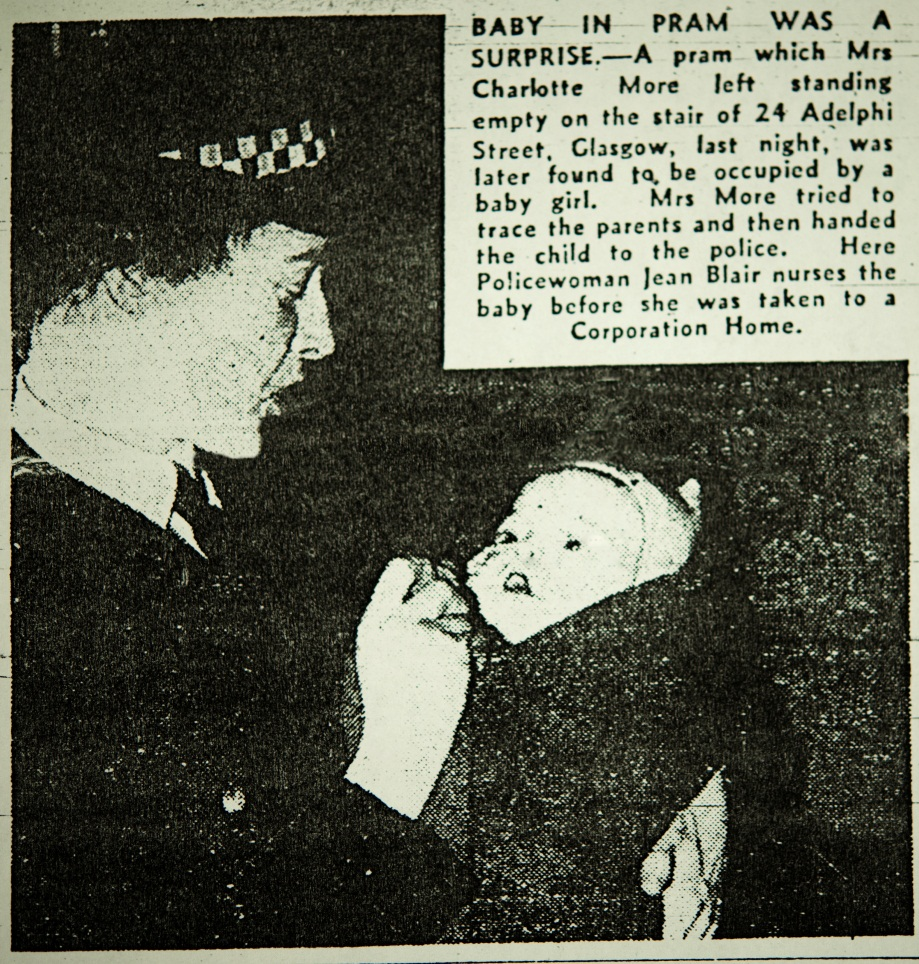 BABY IN PRAM WAS A
SURPRISE.—A pram which Mrs
Charlotte More left standing
empty on the stair of 24 Adelphi
Street, Glasgow, last night, was
later found to be occupied by a
baby girl. Mrs More tried to
trace the parents and then handed
the child to the police. Here
Policewoman Jean Blair nurses the
baby before she was taken to a
Corporation Home.